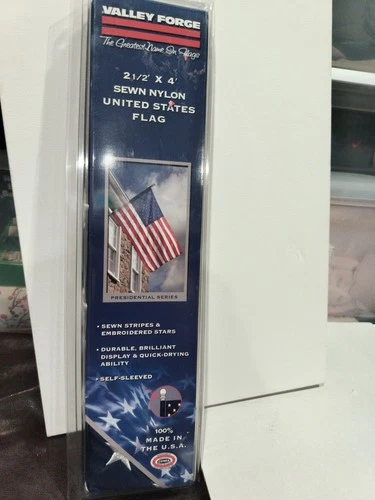 VALLEY FORGE
The Greatest Name In Flags
2 1/2' X 4'
SEWN NYLON
UNITED STATES
FLAG
PRESIDENTIAL SERIES
• SEWN STRIPES &
EMBROIDERED STARS
• DURABLE, BRILLIANT
DISPLAY & QUICK-DRYING
ABILITY
• SELF-SLEEVED
100%
MADE IN
THE U.S.A.